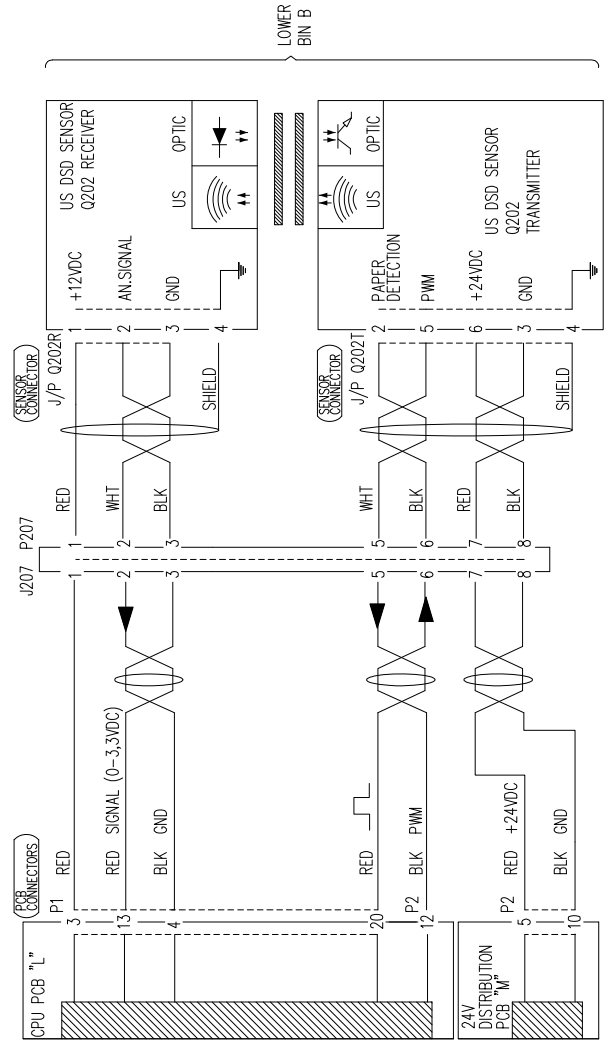 CPU PCB "L"
PCB
CONNECTORS
P1
3
13
4
20
P2
12
24V
DISTRIBUTION
PCB "M"
P2
5
10
RED
RED SIGNAL (0-3,3VDC)
BLK GND
RED
BLK PWM
RED +24VDC
BLK GND
J207
P207
1
1
2
2
3
3
5
5
6
6
7
7
8
8
RED
WHT
BLK
WHT
BLK
RED
BLK
SENSOR
CONNECTOR
J/P Q202R
SHIELD
1
2
3
4
+12VDC
AN.SIGNAL
GND
US DSD SENSOR
Q202 RECEIVER
US
OPTIC
SENSOR
CONNECTOR
J/P Q202T
SHIELD
2
5
6
3
4
PAPER
DETECTION
PWM
+24VDC
GND
US DSD SENSOR
Q202
TRANSMITTER
US
OPTIC
LOWER
BIN B